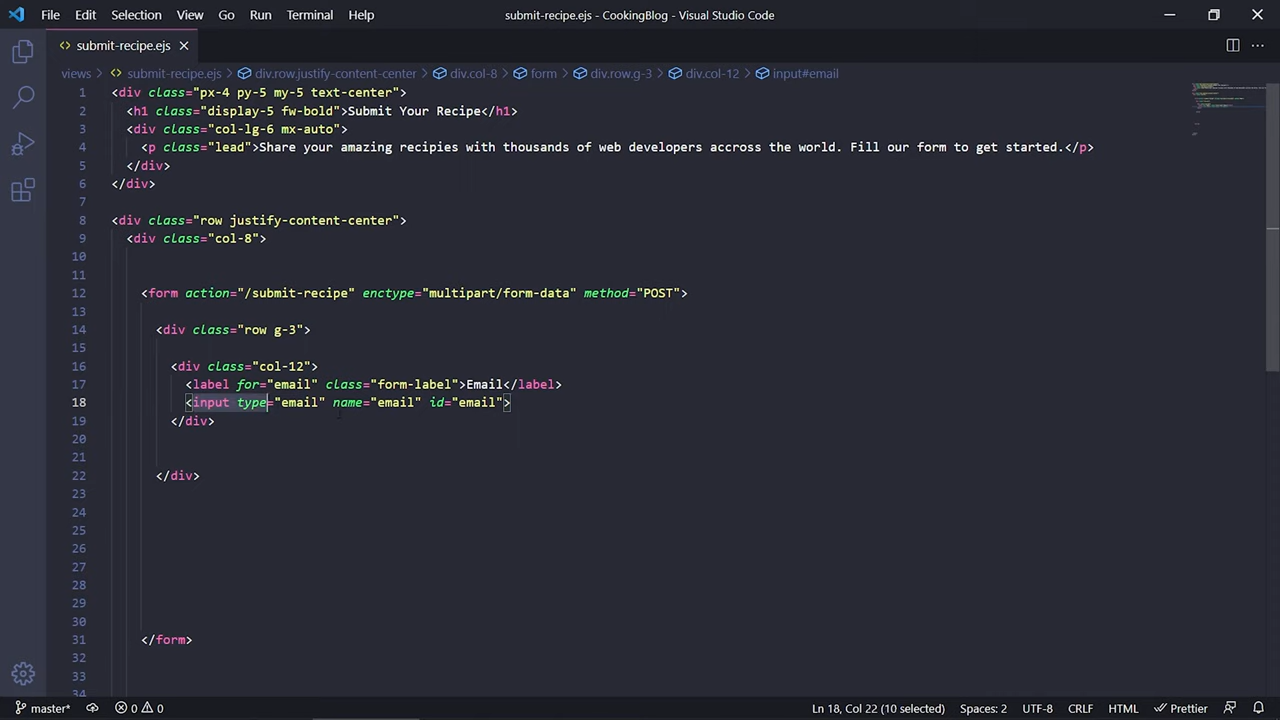 File Edit Selection View Go Run Terminal Help submit-recipe.ejs - CookingBlog - Visual Studio Code
submit-recipe.ejs
views > submit-recipe.ejs > div.row.justify-content-center > div.col-8 > form > div.row.g-3 > div.col-12 > input#email
1 <div class="px-4 py-5 my-5 text-center">
2 <h1 class="display-5 fw-bold">Submit Your Recipe</h1>
3 <div class="col-lg-6 mx-auto">
4 <p class="lead">Share your amazing recipies with thousands of web developers accross the world. Fill our form to get started.</p>
5 </div>
6 </div>
7
8 <div class="row justify-content-center">
9 <div class="col-8">
10
11
12 <form action="/submit-recipe" enctype="multipart/form-data" method="POST">
13
14 <div class="row g-3">
15
16 <div class="col-12">
17 <label for="email" class="form-label">Email</label>
18 <input type="email" name="email" id="email">
19 </div>
20
21
22 </div>
23
24
25
26
27
28
29
30
31 </form>
32
33
34
master* 0 0 Ln 18, Col 22 (10 selected) Spaces: 2 UTF-8 CRLF HTML Prettier